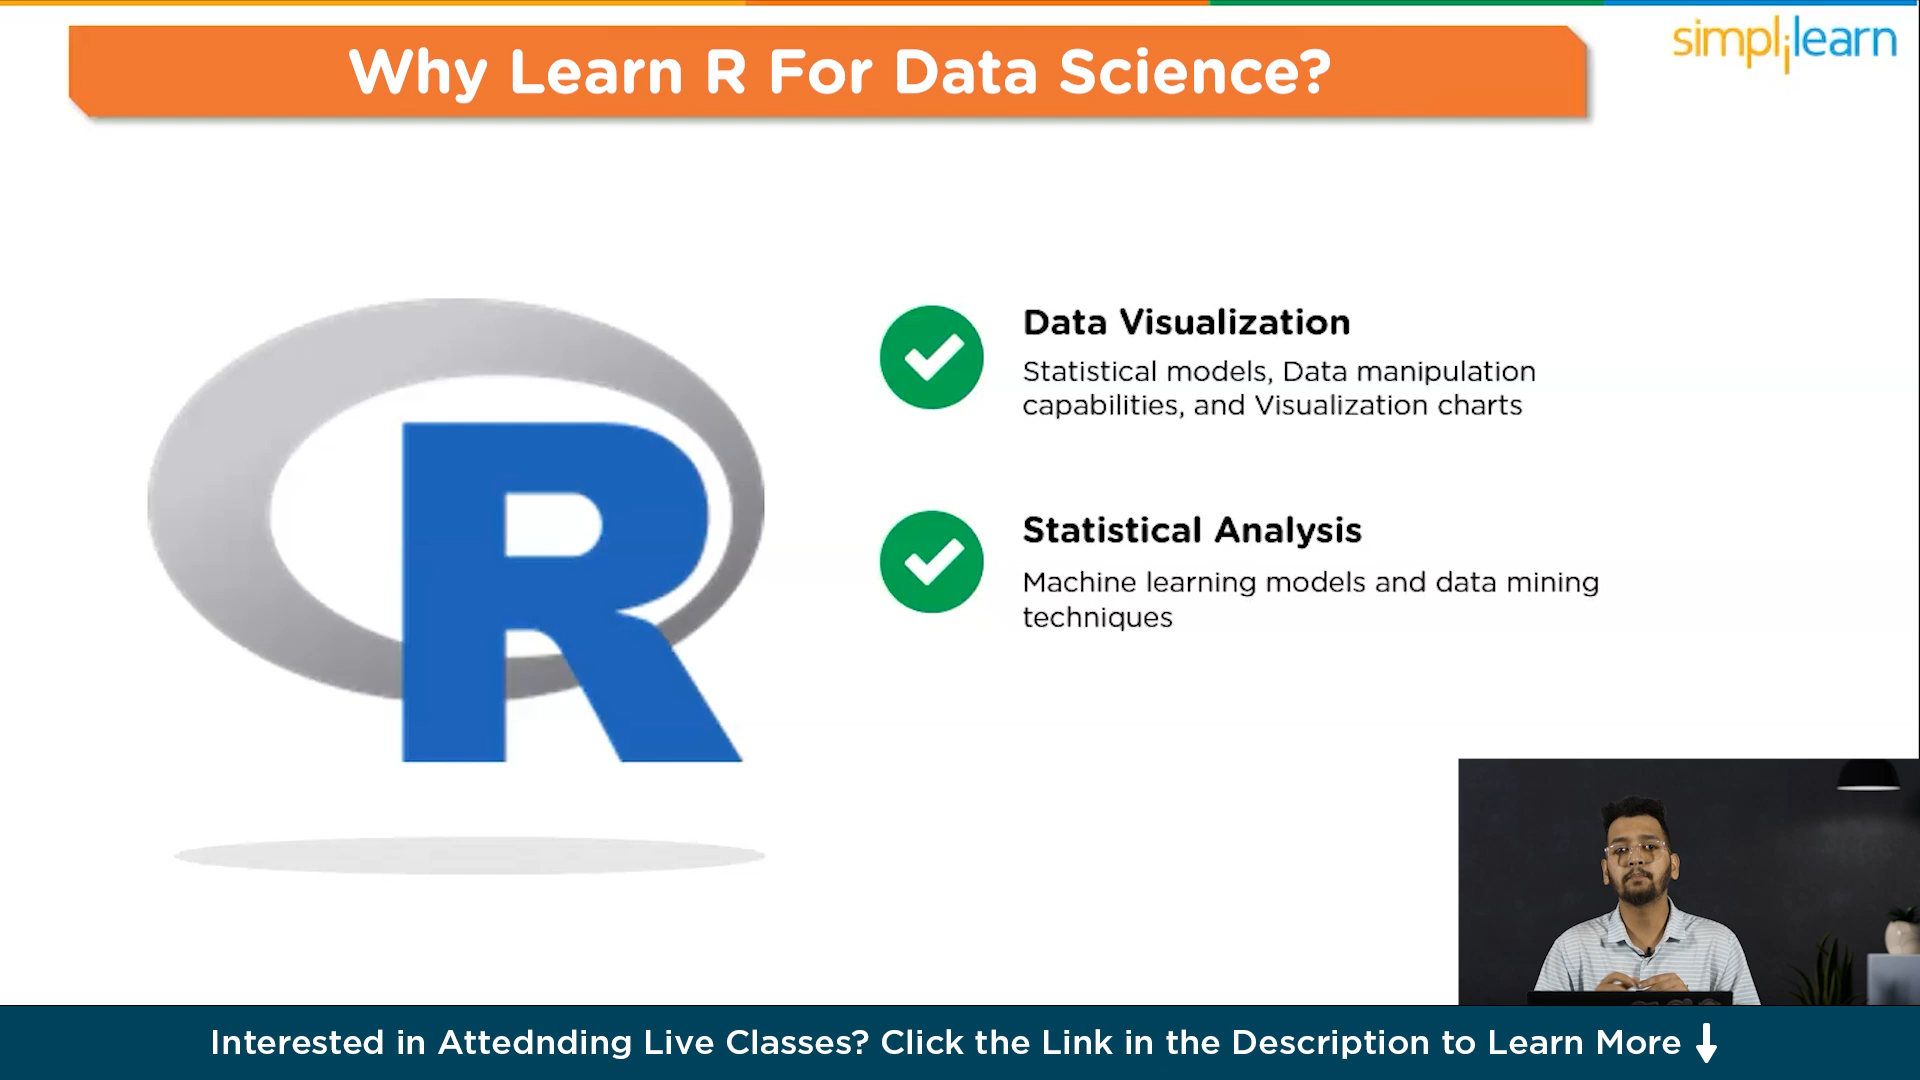 Why Learn R For Data Science?
simplilearn
R
Data Visualization
Statistical models, Data manipulation
capabilities, and Visualization charts
Statistical Analysis
Machine learning models and data mining
techniques
Interested in Attednding Live Classes? Click the Link in the Description to Learn More